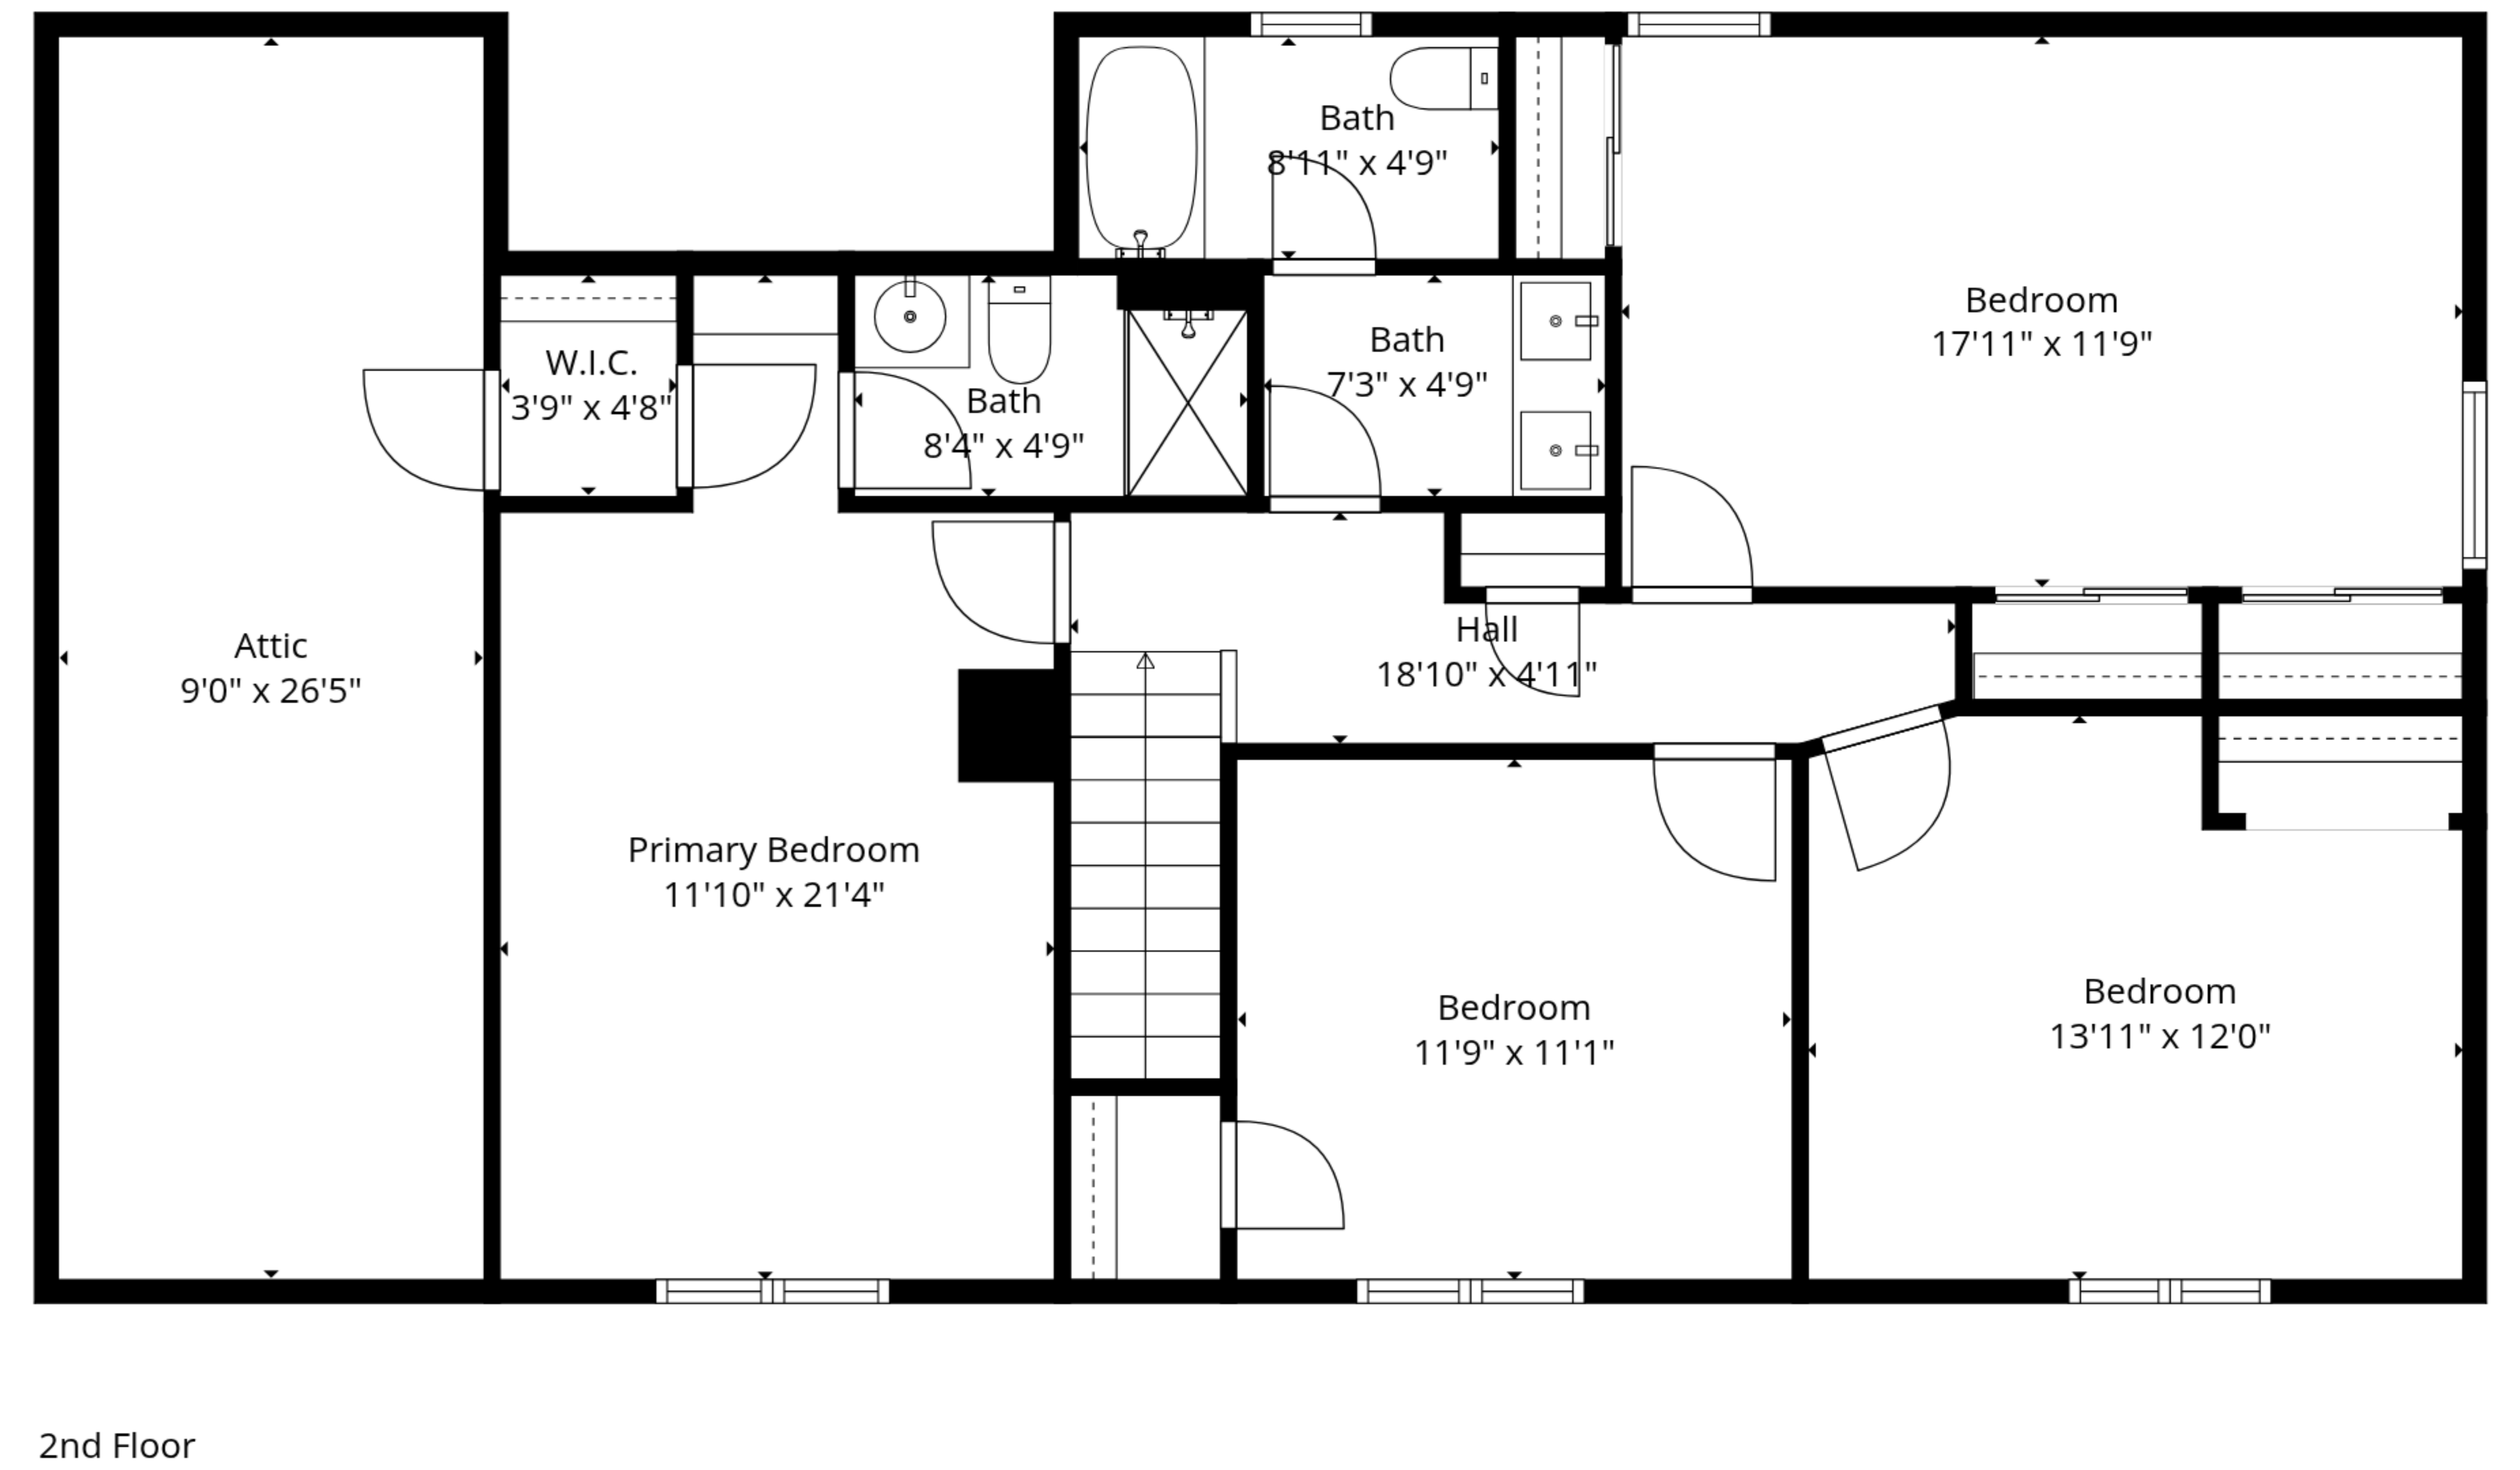 Bath
8'11" x 4'9"
Bedroom
17'11" x 11'9"
W.I.C.
3'9" x 4'8"
Bath
8'4" x 4'9"
Bath
7'3" x 4'9"
Attic
9'0" x 26'5"
Hall
18'10" x 4'11"
Primary Bedroom
11'10" x 21'4"
Bedroom
11'9" x 11'1"
Bedroom
13'11" x 12'0"
2nd Floor